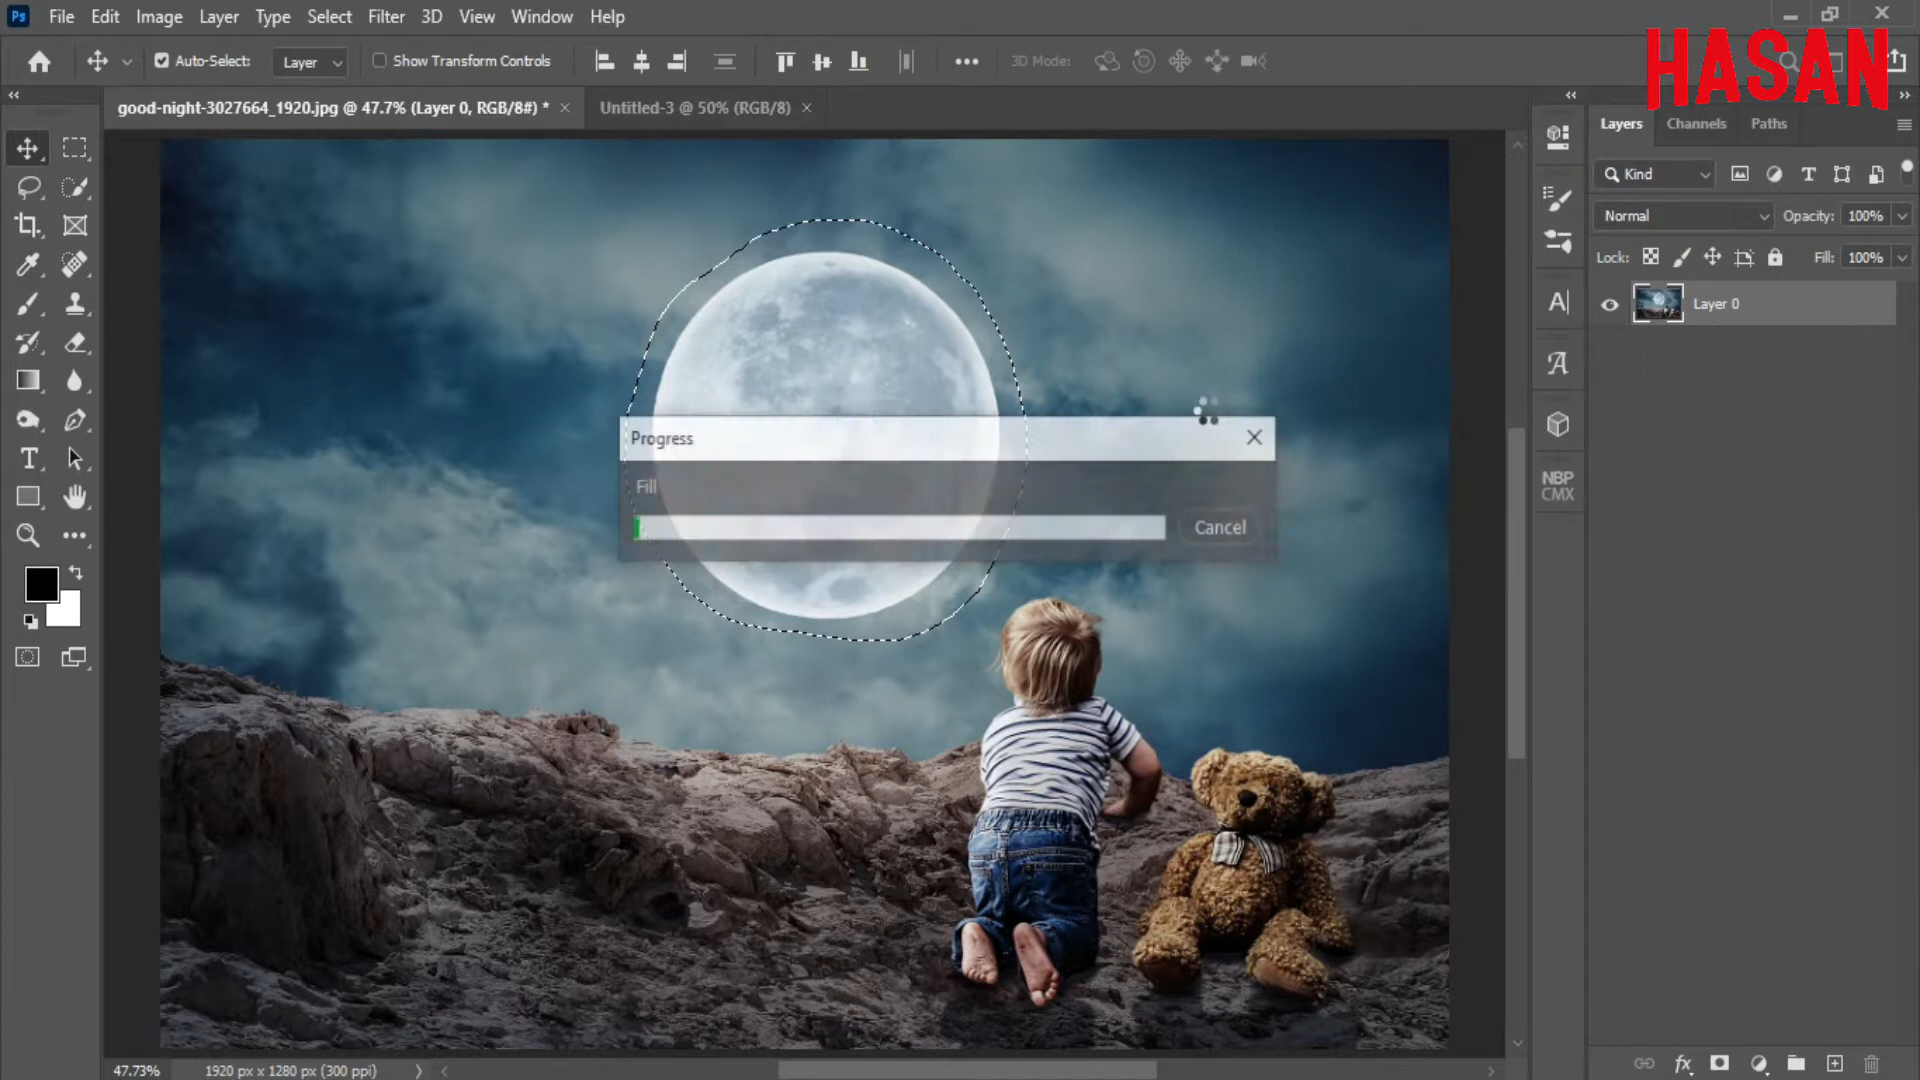 Ps File Edit Image Layer Type Select Filter 3D View Window Help
HASAN
Auto-Select: Layer Show Transform Controls 3D Mode:
good-night-3027664_1920.jpg @ 47.7% (Layer 0, RGB/8#) * Untitled-3 @ 50% (RGB/8)
Layers Channels Paths
Kind
Normal Opacity: 100%
Lock: Fill: 100%
Layer 0
Progress
Fill
Cancel
NBP
CMX
47.73% 1920 px x 1280 px (300 ppi)